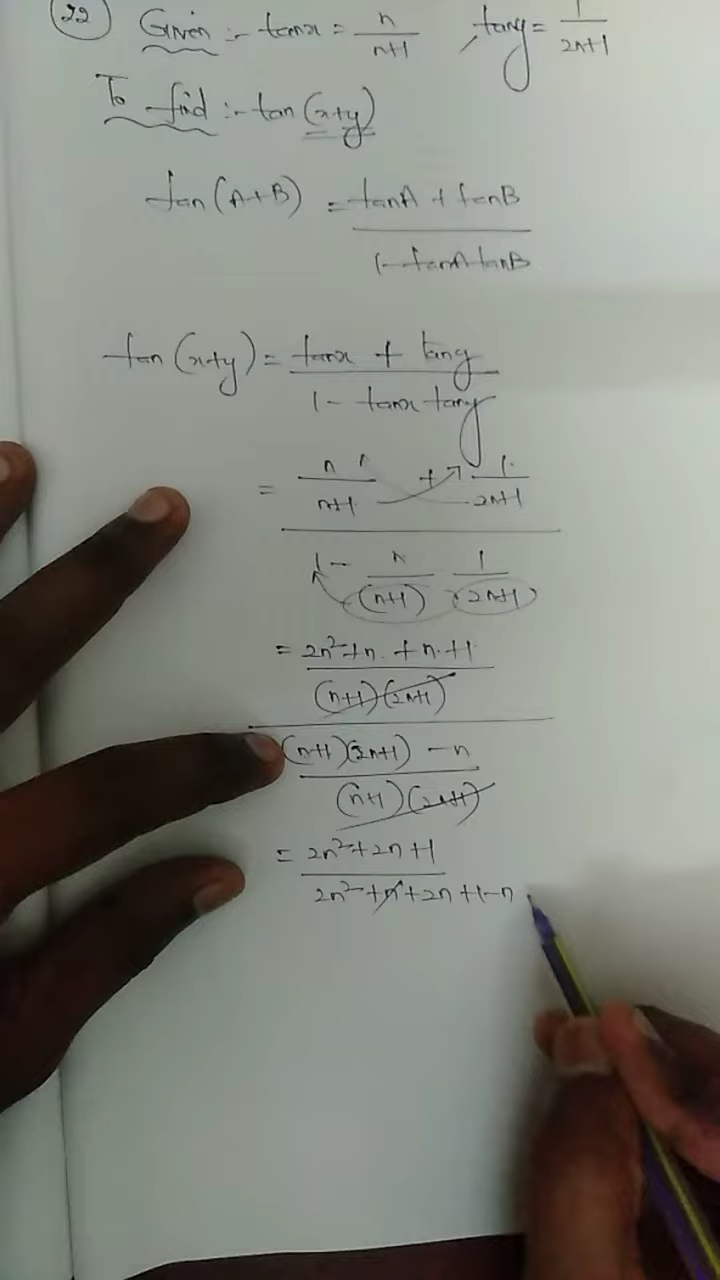 22 Given :- tanx = n/n+1 , tany = 1/2n+1
To find :- tan(x+y)
tan(A+B) = tanA + tanB
1-tanA tanB
tan(x+y) = tanx + tany
1 - tanx tany
= n/n+1 + 1/2n+1
1 - n/(n+1) 1/(2n+1)
= 2n²+n + n+1
(n+1)(2n+1)
(n+1)(2n+1) - n
(n+1)(2n+1)
= 2n²+2n+1
2n²+n+2n+1-n